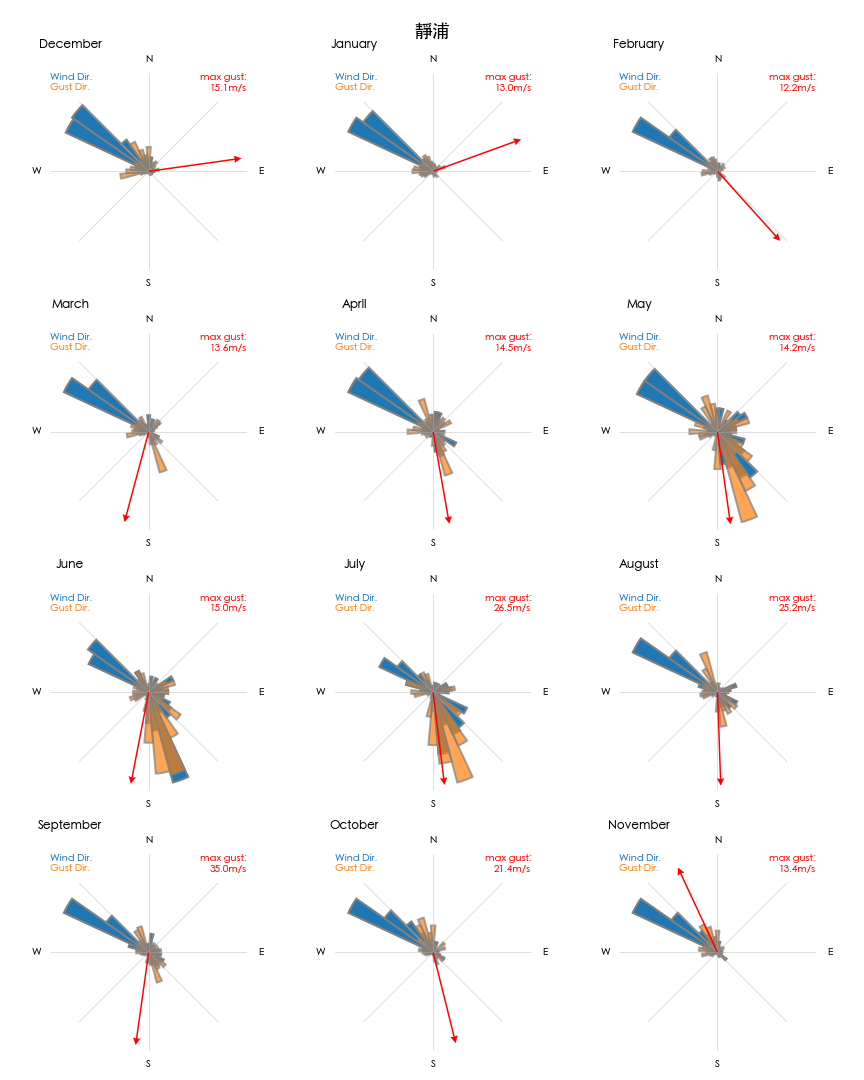 靜浦
December
N
Wind Dir.
Gust Dir.
max gust:
15.1m/s
W
E
S
January
N
Wind Dir.
Gust Dir.
max gust:
13.0m/s
W
E
S
February
N
Wind Dir.
Gust Dir.
max gust:
12.2m/s
W
E
S
March
N
Wind Dir.
Gust Dir.
max gust:
13.6m/s
W
E
S
April
N
Wind Dir.
Gust Dir.
max gust:
14.5m/s
W
E
S
May
N
Wind Dir.
Gust Dir.
max gust:
14.2m/s
W
E
S
June
N
Wind Dir.
Gust Dir.
max gust:
15.0m/s
W
E
S
July
N
Wind Dir.
Gust Dir.
max gust:
26.5m/s
W
E
S
August
N
Wind Dir.
Gust Dir.
max gust:
25.2m/s
W
E
S
September
N
Wind Dir.
Gust Dir.
max gust:
35.0m/s
W
E
S
October
N
Wind Dir.
Gust Dir.
max gust:
21.4m/s
W
E
S
November
N
Wind Dir.
Gust Dir.
max gust:
13.4m/s
W
E
S